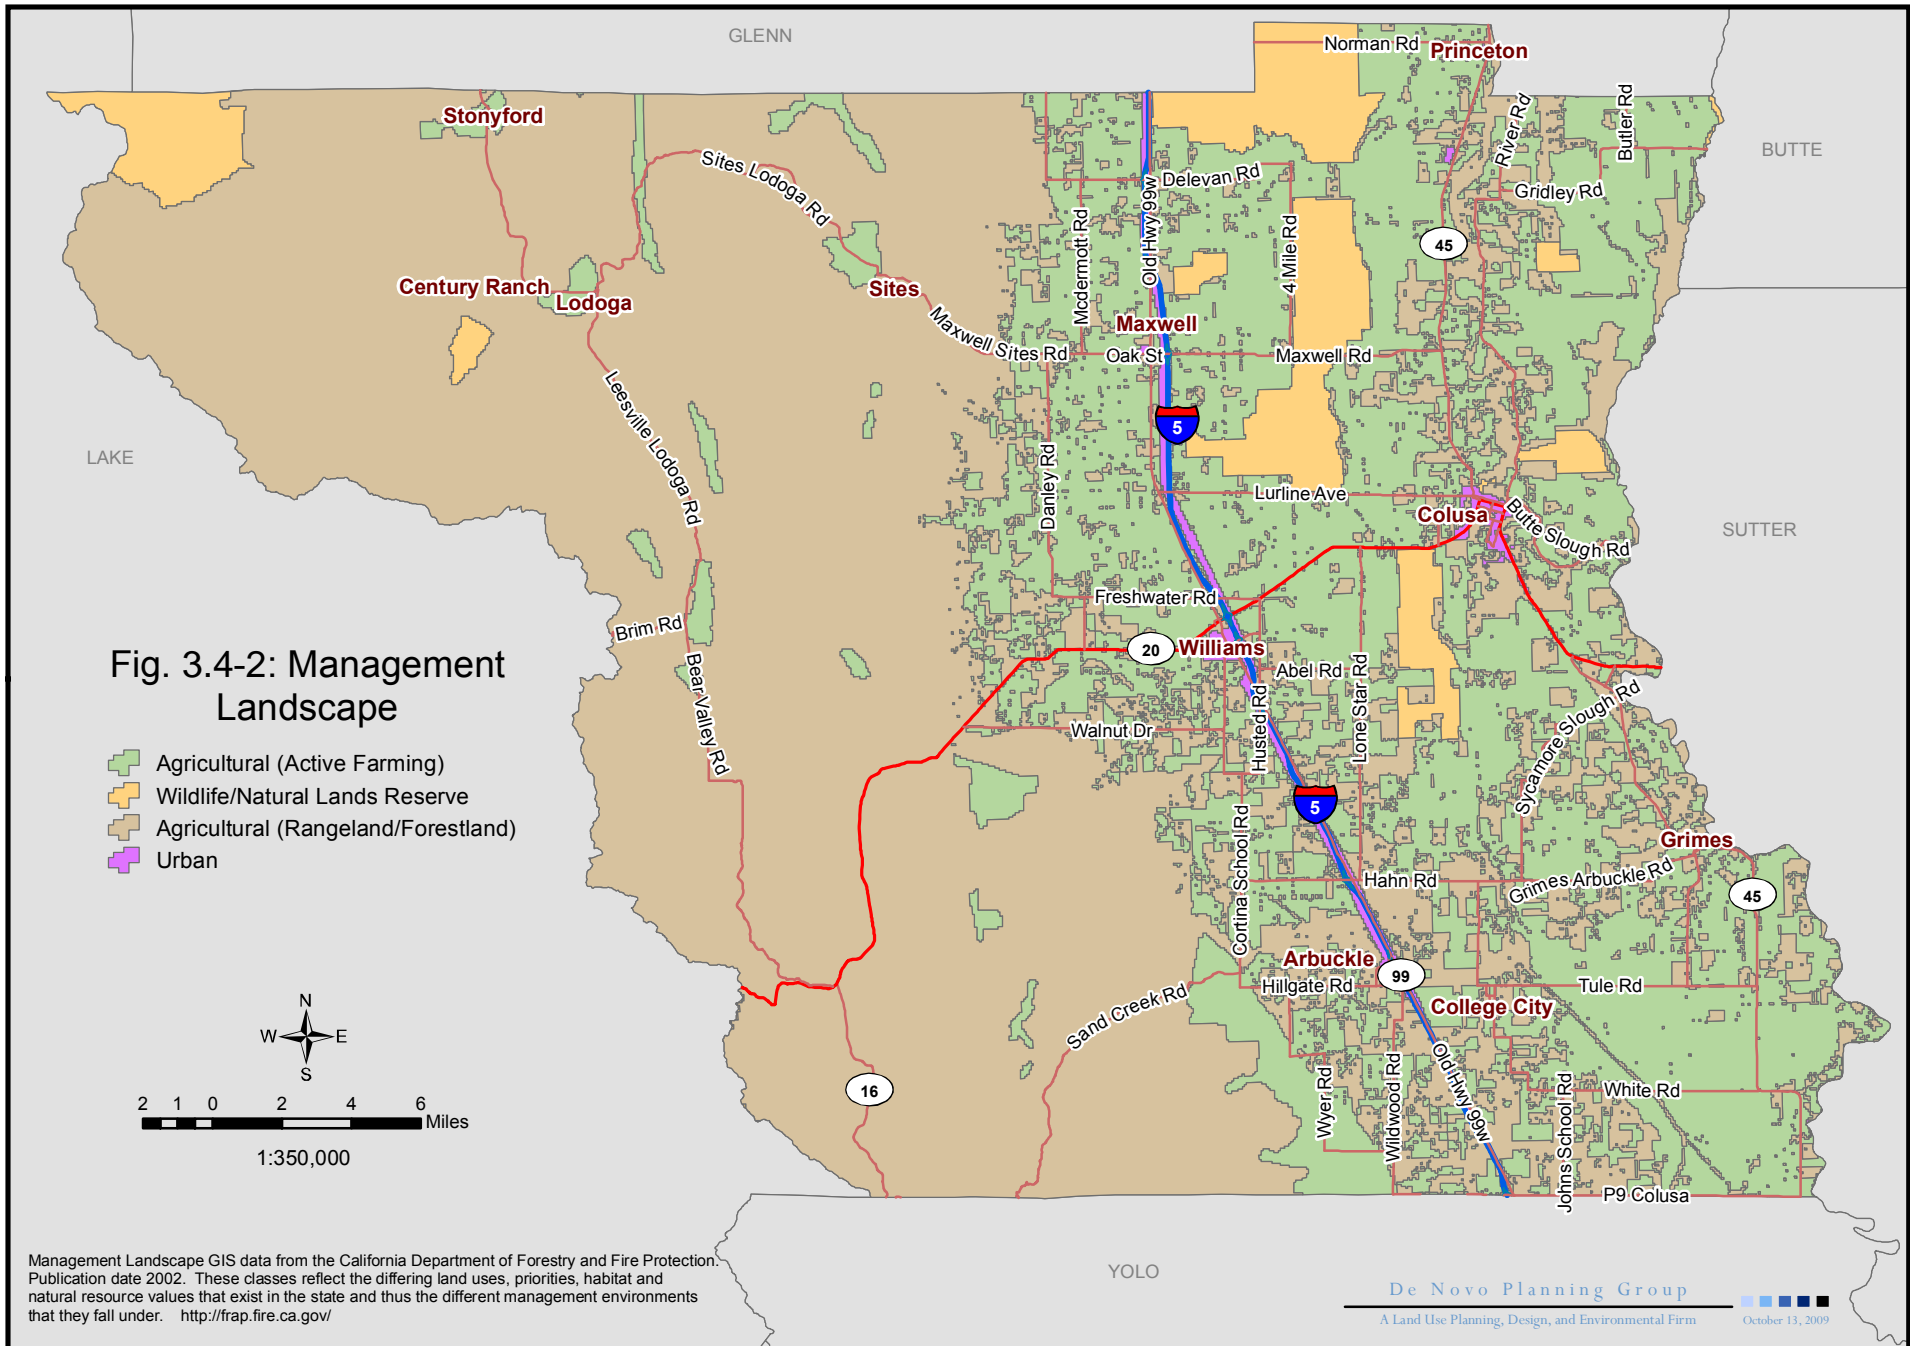 GLENN
Norman Rd
Princeton
Stonyford
River Rd
Butler Rd
BUTTE
Sites Lodoga Rd
Delevan Rd
Gridley Rd
Mcdermott Rd
Old Hwy 99w
4 Mile Rd
45
Century Ranch
Lodoga
Sites
Maxwell
Maxwell Sites Rd
Oak St
Maxwell Rd
Leesville Lodoga Rd
5
LAKE
Danley Rd
Lurline Ave
Colusa
Butte Slough Rd
SUTTER
Freshwater Rd
Brim Rd
20
Williams
Abel Rd
Lone Star Rd
Fig. 3.4-2: Management
Landscape
Bear Valley Rd
Husted Rd
Walnut Dr
Sycamore Slough Rd
Agricultural (Active Farming)
Wildlife/Natural Lands Reserve
Agricultural (Rangeland/Forestland)
Urban
5
Grimes
Cortina School Rd
Hahn Rd
Grimes Arbuckle Rd
45
Arbuckle
99
Hillgate Rd
Tule Rd
College City
Sand Creek Rd
N
W
E
S
16
Wyer Rd
Wildwood Rd
Old Hwy 99w
Johns School Rd
White Rd
2 1 0 2 4 6
Miles
1:350,000
P9 Colusa
YOLO
Management Landscape GIS data from the California Department of Forestry and Fire Protection.
Publication date 2002. These classes reflect the differing land uses, priorities, habitat and
natural resource values that exist in the state and thus the different management environments
that they fall under. http://frap.fire.ca.gov/
De Novo Planning Group
A Land Use Planning, Design, and Environmental Firm
October 13, 2009